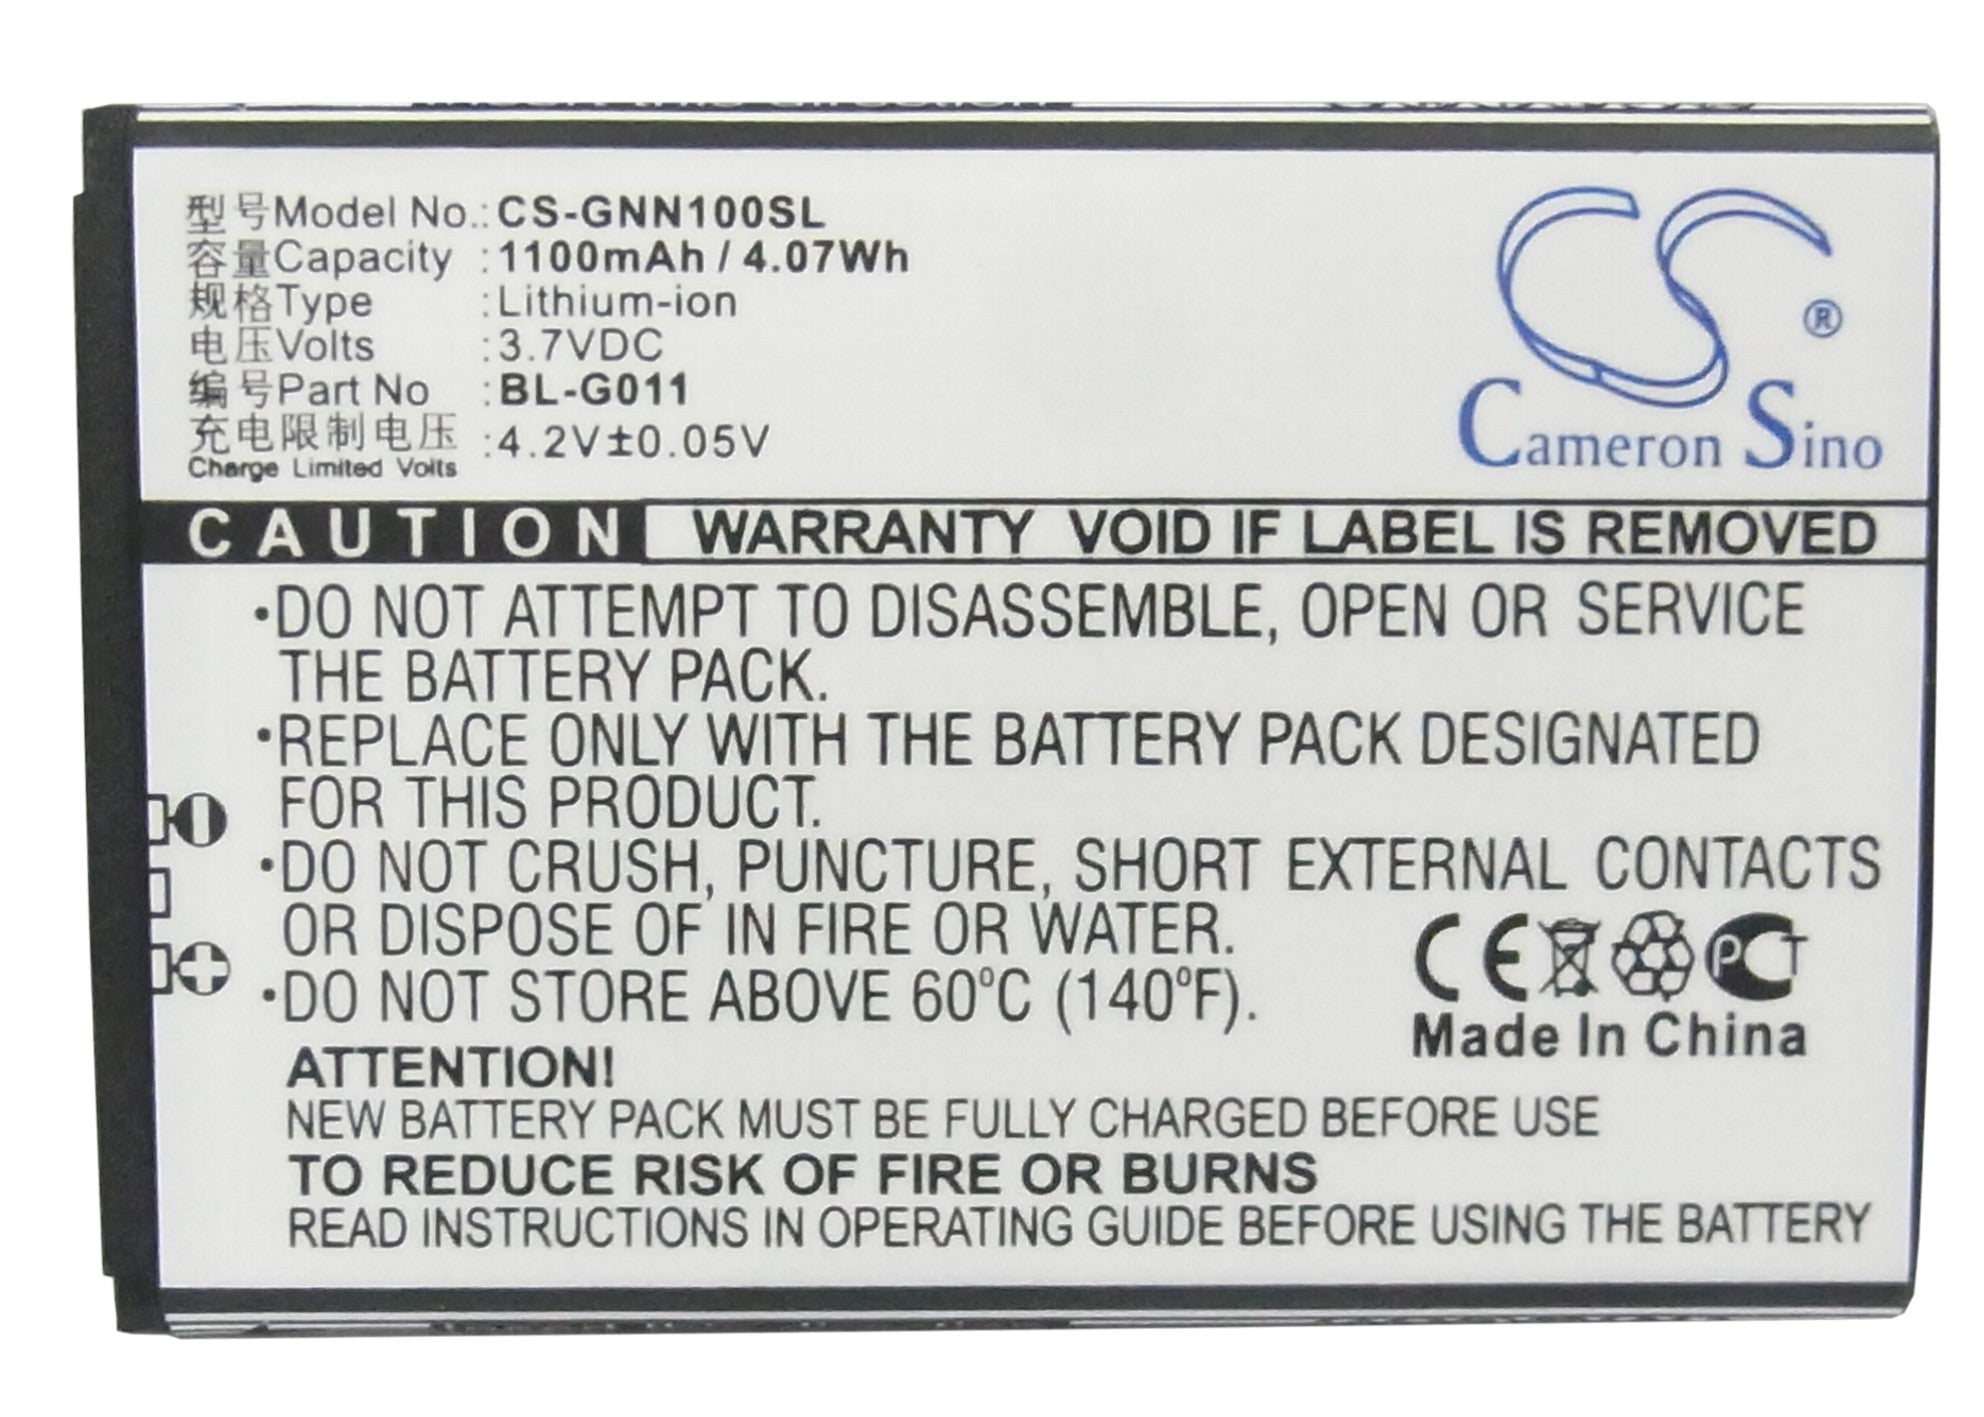 型号Model No.: CS-GNN100SL
容量Capacity : 1100mAh / 4.07Wh
规格Type : Lithium-ion
电压Volts : 3.7VDC
编号Part No : BL-G011
充电限制电压 : 4.2V±0.05V
Charge Limited Volts
CS®
Cameron Sino
CAUTION WARRANTY VOID IF LABEL IS REMOVED
•DO NOT ATTEMPT TO DISASSEMBLE, OPEN OR SERVICE
THE BATTERY PACK.
•REPLACE ONLY WITH THE BATTERY PACK DESIGNATED
FOR THIS PRODUCT.
•DO NOT CRUSH, PUNCTURE, SHORT EXTERNAL CONTACTS
OR DISPOSE OF IN FIRE OR WATER.
•DO NOT STORE ABOVE 60°C (140°F).
CE PCT
Made In China
ATTENTION!
NEW BATTERY PACK MUST BE FULLY CHARGED BEFORE USE
TO REDUCE RISK OF FIRE OR BURNS
READ INSTRUCTIONS IN OPERATING GUIDE BEFORE USING THE BATTERY